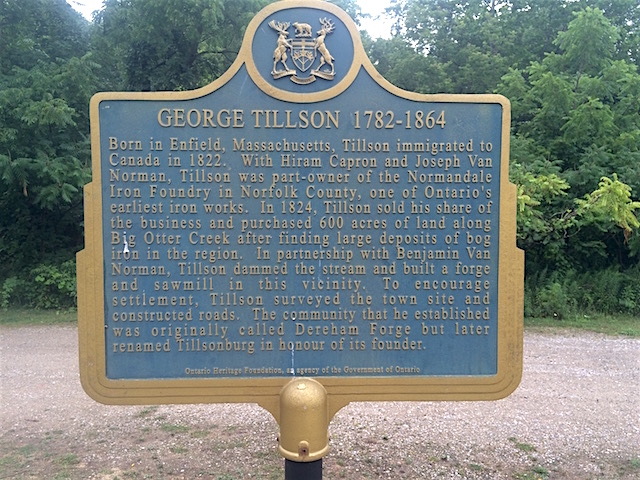 GEORGE TILLSON 1782-1864
Born in Enfield, Massachusetts, Tillson immigrated to
Canada in 1822. With Hiram Capron and Joseph Van
Norman, Tillson was part-owner of the Normandale
Iron Foundry in Norfolk County, one of Ontario's
earliest iron works. In 1824, Tillson sold his share of
the business and purchased 600 acres of land along
Big Otter Creek after finding large deposits of bog
iron in the region. In partnership with Benjamin Van
Norman, Tillson dammed the stream and built a forge
and sawmill in this vicinity. To encourage
settlement, Tillson surveyed the town site and
constructed roads. The community that he established
was originally called Dereham Forge but later
renamed Tillsonburg in honour of its founder.
Ontario Heritage Foundation, an agency of the Government of Ontario